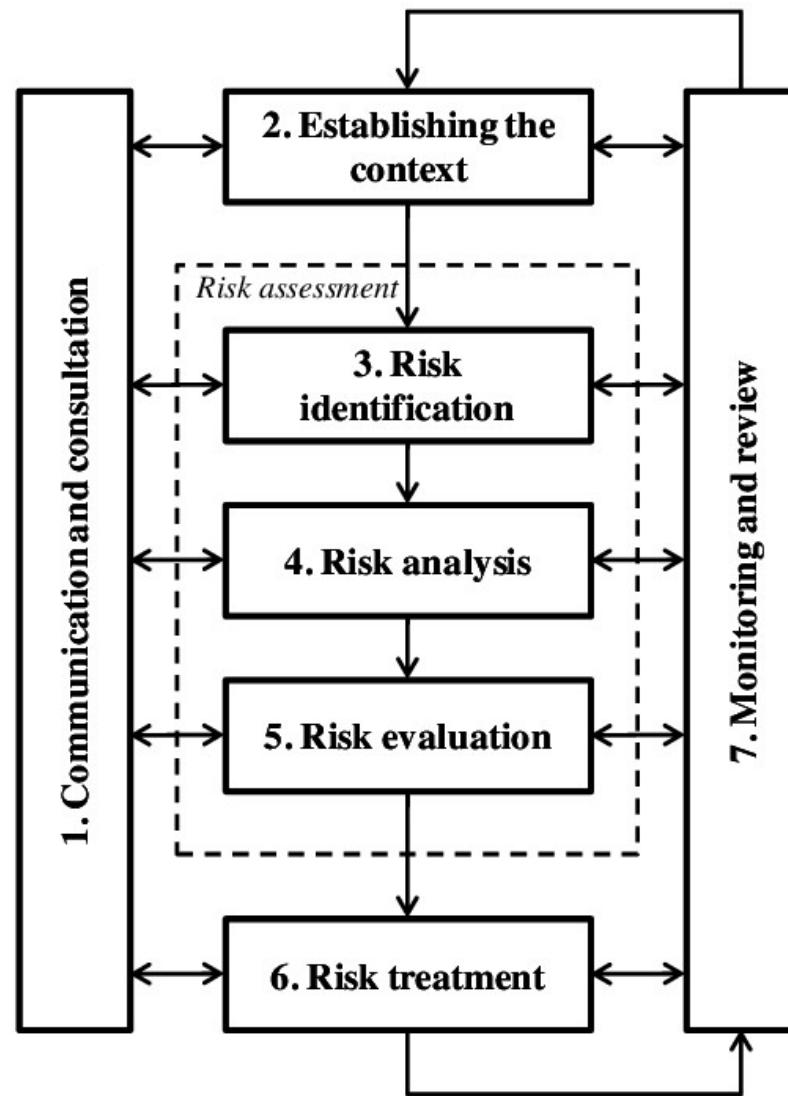 1. Communication and consultation
2. Establishing the
context
Risk assessment
3. Risk
identification
4. Risk analysis
5. Risk evaluation
6. Risk treatment
7. Monitoring and review